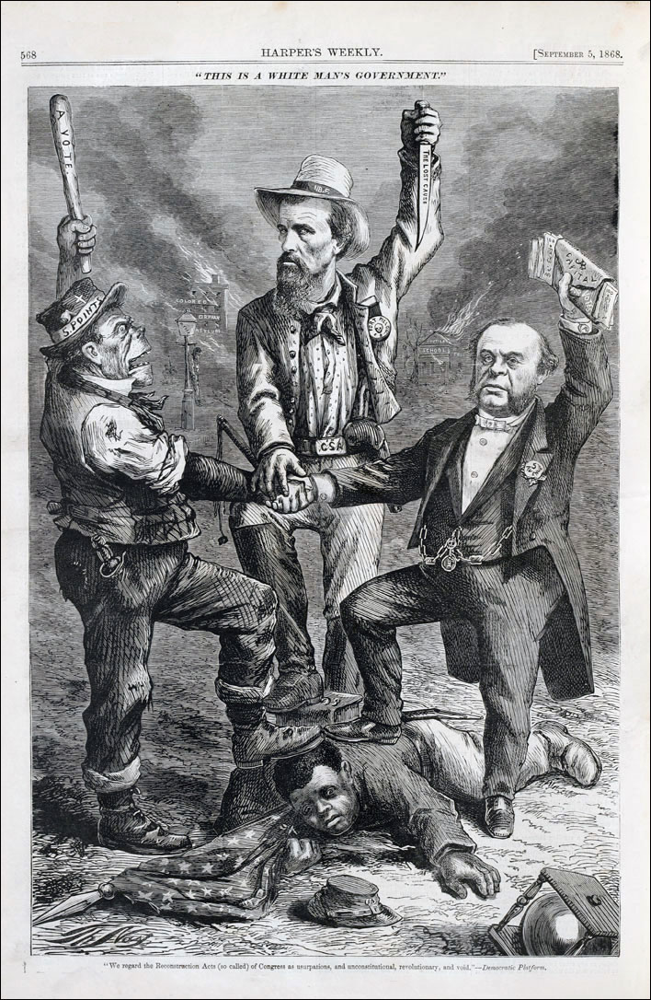 568
HARPER'S WEEKLY.
[SEPTEMBER 5, 1868.
"THIS IS A WHITE MAN'S GOVERNMENT."
A VOTE
THE LOST CAUSE
N.B.F.
5 POINTS
COLORED
ORPHAN
ASYLUM
SCHOOL
CAPITAL
CSA
US
Th: Nast
"We regard the Reconstruction Acts (so called) of Congress as usurpations, and unconstitutional, revolutionary, and void."—Democratic Platform.